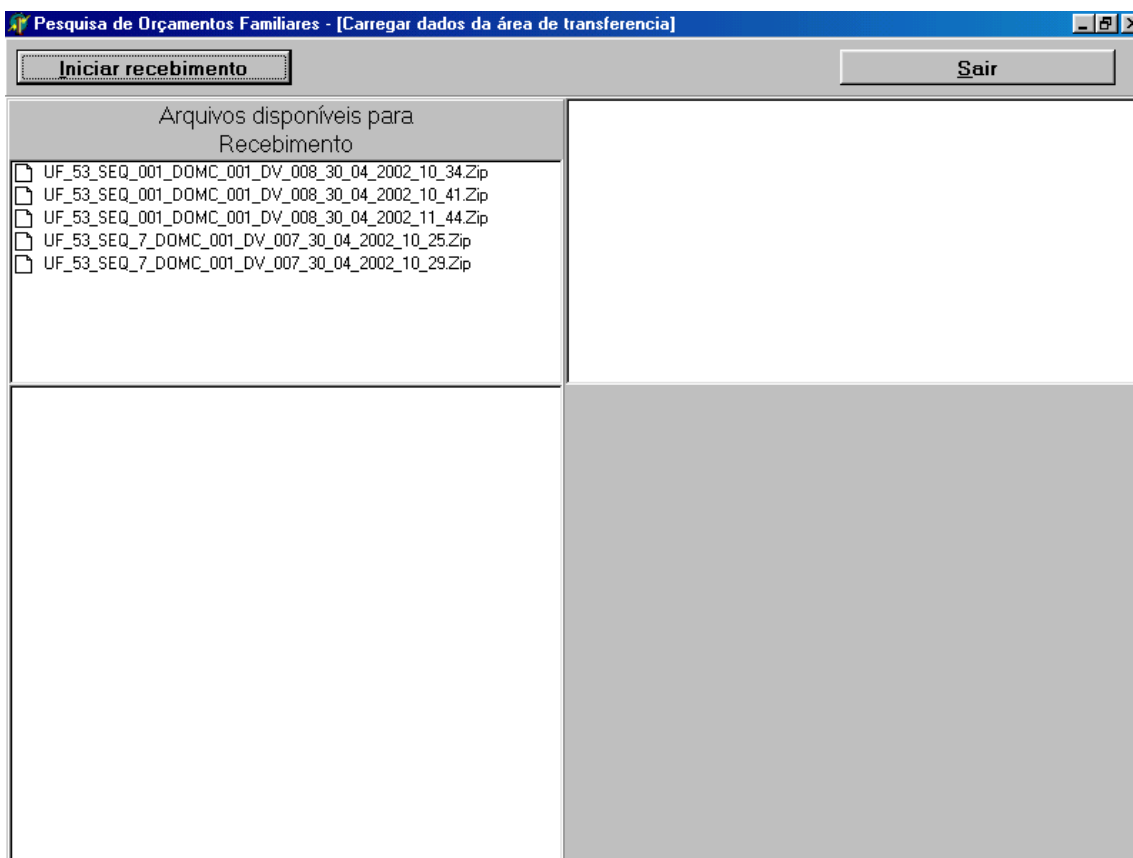 Pesquisa de Orçamentos Familiares - [Carregar dados da área de transferencia]
Iniciar recebimento
Sair
Arquivos disponíveis para
Recebimento
UF_53_SEQ_001_DOMC_001_DV_008_30_04_2002_10_34.Zip
UF_53_SEQ_001_DOMC_001_DV_008_30_04_2002_10_41.Zip
UF_53_SEQ_001_DOMC_001_DV_008_30_04_2002_11_44.Zip
UF_53_SEQ_7_DOMC_001_DV_007_30_04_2002_10_25.Zip
UF_53_SEQ_7_DOMC_001_DV_007_30_04_2002_10_29.Zip